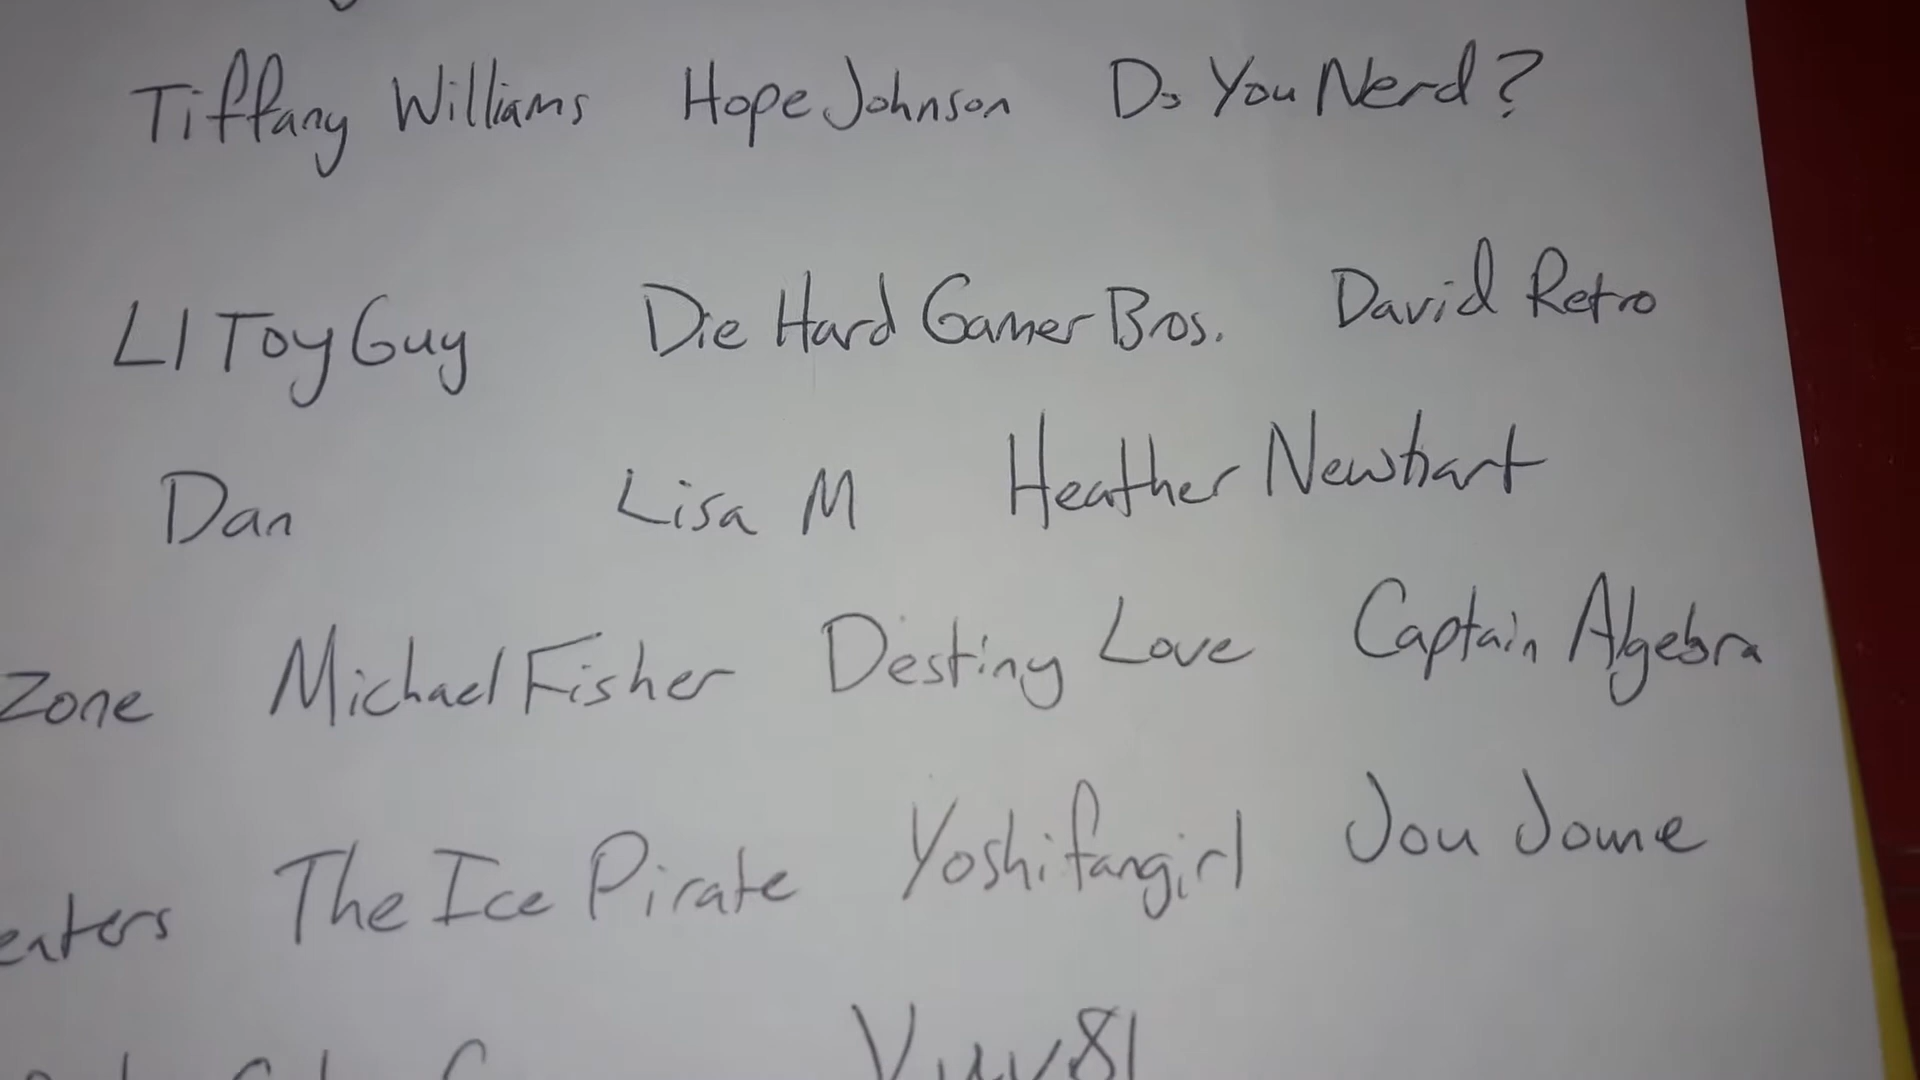 Tiffany Williams Hope Johnson Do You Nerd?
LI Toy Guy Die Hard Gamer Bros. David Retro
Dan Lisa M Heather Newhart
Zone Michael Fisher Destiny Love Captain Algebra
The Ice Pirate Yoshifangirl Jou Jome